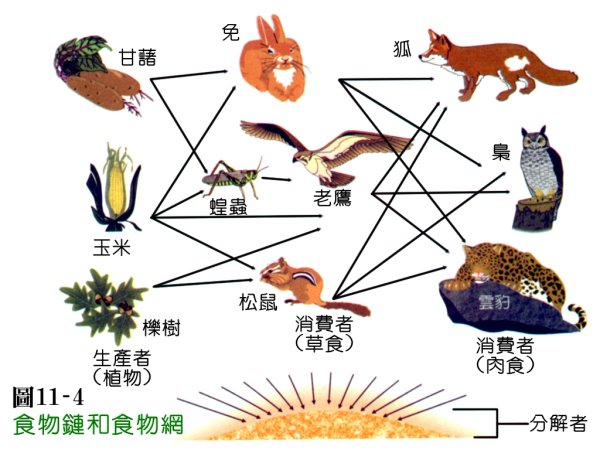 甘藷
免
狐
蝗蟲
老鷹
梟
玉米
松鼠
雲豹
櫟樹
生產者
(植物)
消費者
(草食)
消費者
(肉食)
圖11-4
食物鏈和食物網
分解者